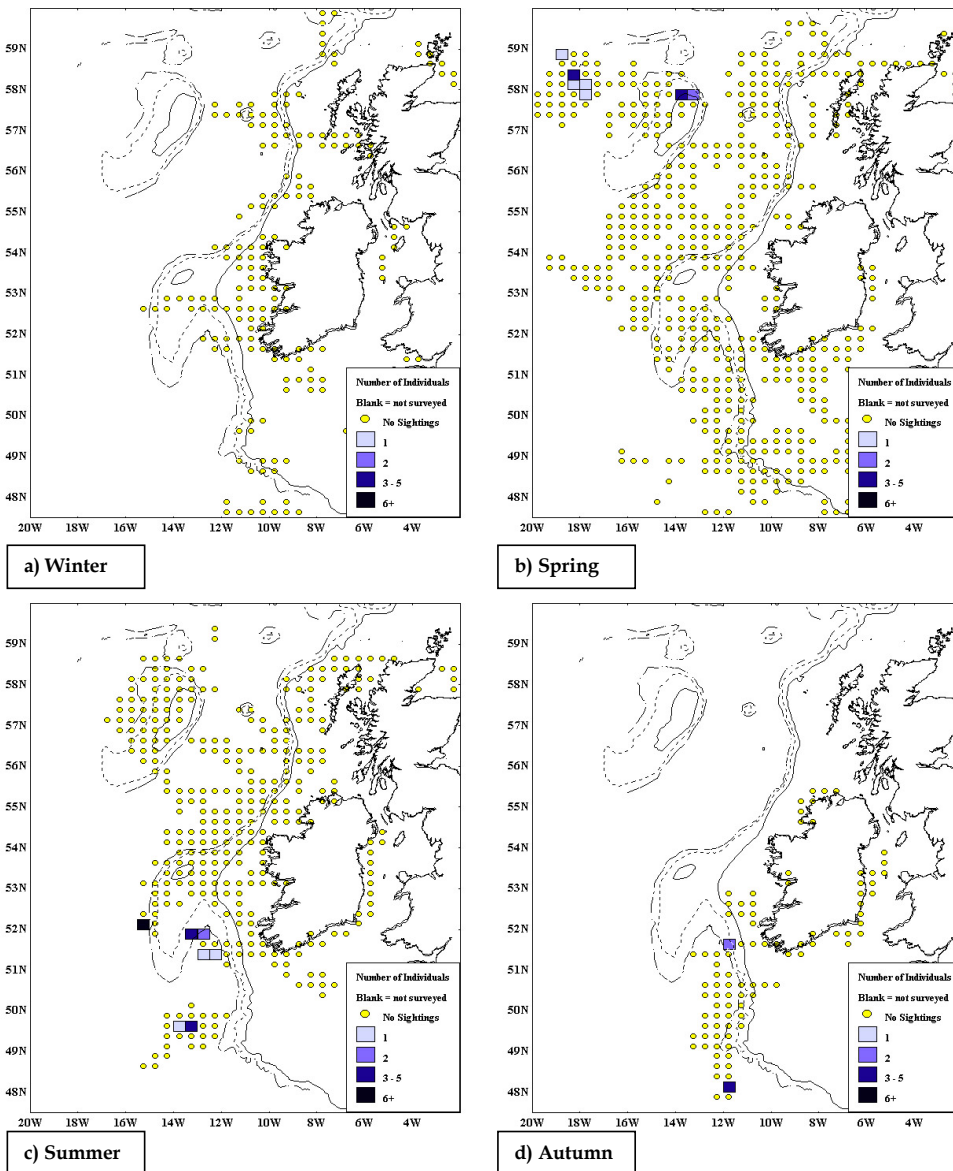 59N
58N
57N
56N
55N
54N
53N
52N
51N
50N
49N
48N
20W 16W 14W 12W 10W 8W 6W 4W
Number of Individuals
Blank = not surveyed
No Sightings
1
2
3 - 5
6+
a) Winter
59N
58N
57N
56N
55N
54N
53N
52N
51N
50N
49N
48N
20W 16W 14W 12W 10W 8W 6W 4W
Number of Individuals
Blank = not surveyed
No Sightings
1
2
3 - 5
6+
b) Spring
59N
58N
57N
56N
55N
54N
53N
52N
51N
50N
49N
48N
20W 16W 14W 12W 10W 8W 6W 4W
Number of Individuals
Blank = not surveyed
No Sightings
1
2
3 - 5
6+
c) Summer
59N
58N
57N
56N
55N
54N
53N
52N
51N
50N
49N
48N
20W 16W 14W 12W 10W 8W 6W 4W
Number of Individuals
Blank = not surveyed
No Sightings
1
2
3 - 5
6+
d) Autumn